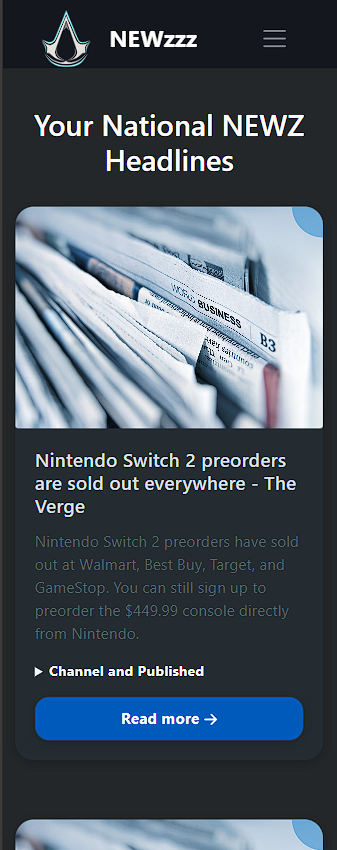 NEWzzz
Your National NEWZ
Headlines
WORLD BUSINESS
B3
Nintendo Switch 2 preorders
are sold out everywhere - The
Verge
Nintendo Switch 2 preorders have sold
out at Walmart, Best Buy, Target, and
GameStop. You can still sign up to
preorder the $449.99 console directly
from Nintendo.
Channel and Published
Read more →